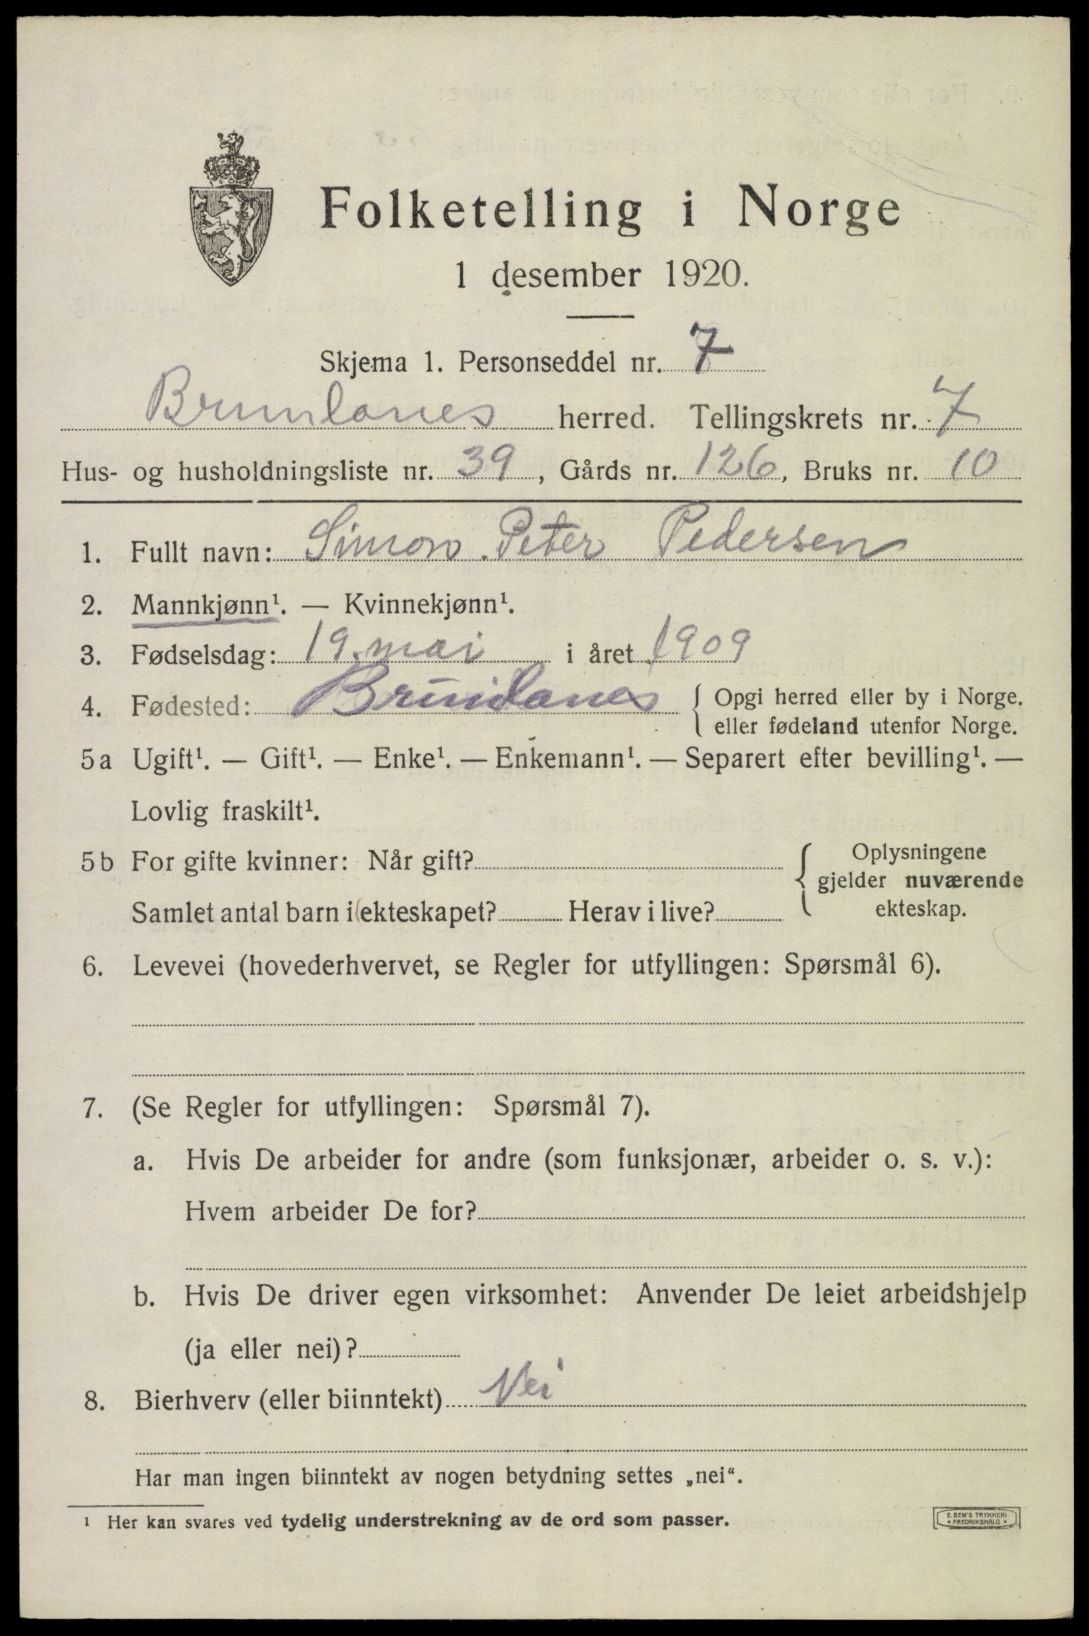 Folketelling i Norge
1 desember 1920.
Skjema 1. Personseddel nr. 7
Brunlanes herred. Tellingskrets nr. 7
Hus- og husholdningsliste nr. 39, Gårds nr. 126, Bruks nr. 10
1. Fullt navn: Simon Peter Pedersen
2. Mannkjønn¹. — Kvinnekjønn¹.
3. Fødselsdag: 19. mai i året 1909
4. Fødested: Brunlanes { Opgi herred eller by i Norge.
eller fødeland utenfor Norge.
5a Ugift¹. — Gift¹. — Enke¹. — Enkemann¹. — Separert efter bevilling¹. —
Lovlig fraskilt¹.
5b For gifte kvinner: Når gift?
Samlet antal barn i ekteskapet? Herav i live?
Oplysningene
gjelder nuværende
ekteskap.
6. Levevei (hovederhvervet, se Regler for utfyllingen: Spørsmål 6).
7. (Se Regler for utfyllingen: Spørsmål 7).
a. Hvis De arbeider for andre (som funksjonær, arbeider o. s. v.):
Hvem arbeider De for?
b. Hvis De driver egen virksomhet: Anvender De leiet arbeidshjelp
(ja eller nei)?
8. Bierhverv (eller biinntekt) Nei
Har man ingen biinntekt av nogen betydning settes „nei“.
¹ Her kan svares ved tydelig understrekning av de ord som passer.
E. SEM'S TRYKKERI
FREDRIKSHALD